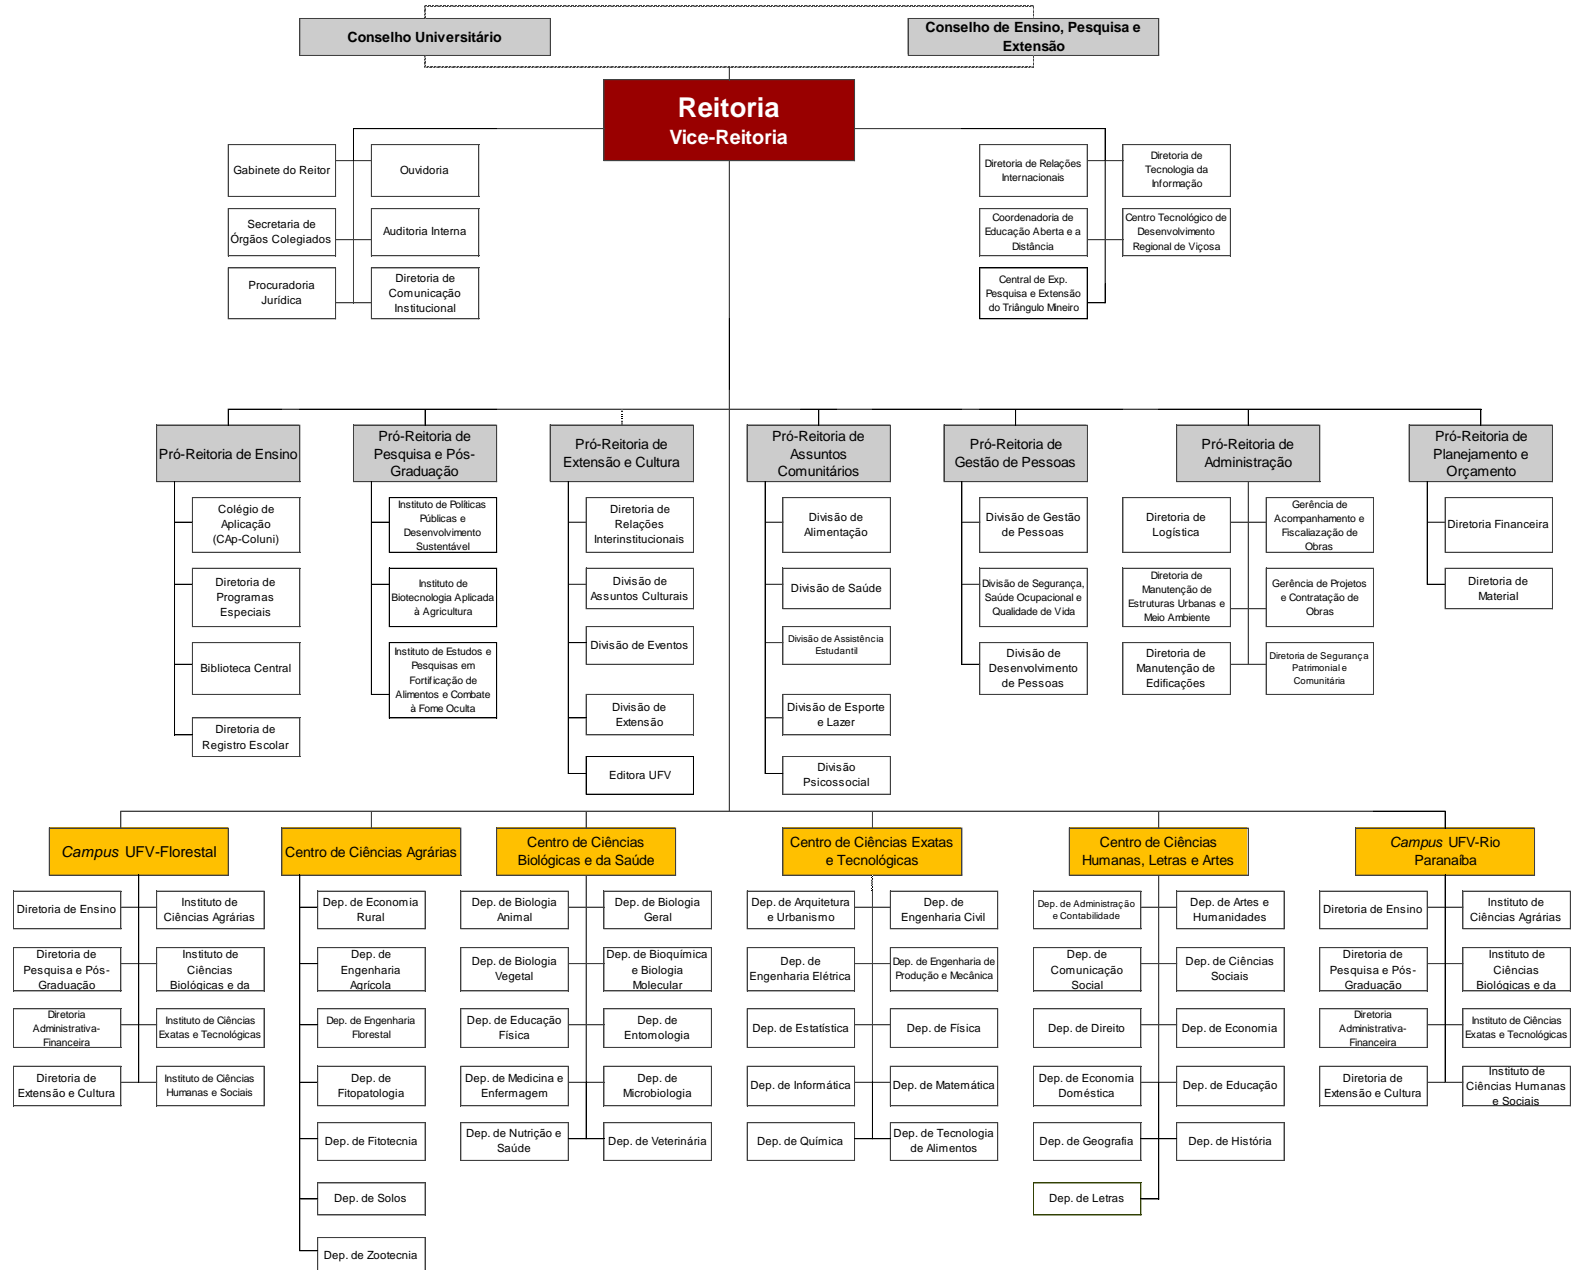 Conselho Universitário
Conselho de Ensino, Pesquisa e
Extensão
Reitoria
Vice-Reitoria
Gabinete do Reitor
Ouvidoria
Secretaria de
Órgãos Colegiados
Auditoria Interna
Procuradoria
Jurídica
Diretoria de
Comunicação
Institucional
Diretoria de Relações
Internacionais
Diretoria de
Tecnologia da
Informação
Coordenadoria de
Educação Aberta e a
Distância
Centro Tecnológico de
Desenvolvimento
Regional de Viçosa
Central de Exp.
Pesquisa e Extensão
do Triângulo Mineiro
Pró-Reitoria de Ensino
Pró-Reitoria de
Pesquisa e Pós-
Graduação
Pró-Reitoria de
Extensão e Cultura
Pró-Reitoria de
Assuntos
Comunitários
Pró-Reitoria de
Gestão de Pessoas
Pró-Reitoria de
Administração
Pró-Reitoria de
Planejamento e
Orçamento
Colégio de
Aplicação
(CAp-Coluni)
Diretoria de
Programas
Especiais
Biblioteca Central
Diretoria de
Registro Escolar
Instituto de Políticas
Públicas e
Desenvolvimento
Sustentável
Instituto de
Biotecnologia Aplicada
à Agricultura
Instituto de Estudos e
Pesquisas em
Fortificação de
Alimentos e Combate
à Fome Oculta
Diretoria de
Relações
Interinstitucionais
Divisão de
Assuntos Culturais
Divisão de Eventos
Divisão de
Extensão
Editora UFV
Divisão de
Alimentação
Divisão de Saúde
Divisão de Assistência
Estudantil
Divisão de Esporte
e Lazer
Divisão
Psicossocial
Divisão de Gestão
de Pessoas
Divisão de Segurança,
Saúde Ocupacional e
Qualidade de Vida
Divisão de
Desenvolvimento
de Pessoas
Diretoria de
Logística
Gerência de
Acompanhamento e
Fiscaliazação de
Obras
Diretoria de
Manutenção de
Estruturas Urbanas e
Meio Ambiente
Gerência de Projetos
e Contratação de
Obras
Diretoria de
Manutenção de
Edificações
Diretoria de Segurança
Patrimonial e
Comunitária
Diretoria Financeira
Diretoria de
Material
Campus UFV-Florestal
Centro de Ciências Agrárias
Centro de Ciências
Biológicas e da Saúde
Centro de Ciências Exatas
e Tecnológicas
Centro de Ciências
Humanas, Letras e Artes
Campus UFV-Rio
Paranaíba
Diretoria de Ensino
Instituto de
Ciências Agrárias
Diretoria de
Pesquisa e Pós-
Graduação
Instituto de
Ciências
Biológicas e da
Diretoria
Administrativa-
Financeira
Instituto de Ciências
Exatas e Tecnológicas
Diretoria de
Extensão e Cultura
Instituto de Ciências
Humanas e Sociais
Dep. de Economia
Rural
Dep. de
Engenharia
Agrícola
Dep. de Engenharia
Florestal
Dep. de
Fitopatologia
Dep. de Fitotecnia
Dep. de Solos
Dep. de Zootecnia
Dep. de Biologia
Animal
Dep. de Biologia
Geral
Dep. de Biologia
Vegetal
Dep. de Bioquímica
e Biologia
Molecular
Dep. de Educação
Física
Dep. de
Entomologia
Dep. de Medicina e
Enfermagem
Dep. de
Microbiologia
Dep. de Nutrição e
Saúde
Dep. de Veterinária
Dep. de Arquitetura
e Urbanismo
Dep. de
Engenharia Civil
Dep. de
Engenharia Elétrica
Dep. de Engenharia de
Produção e Mecânica
Dep. de Estatística
Dep. de Física
Dep. de Informática
Dep. de Matemática
Dep. de Química
Dep. de Tecnologia
de Alimentos
Dep. de Administração
e Contabilidade
Dep. de Artes e
Humanidades
Dep. de
Comunicação
Social
Dep. de Ciências
Sociais
Dep. de Direito
Dep. de Economia
Dep. de Economia
Doméstica
Dep. de Educação
Dep. de Geografia
Dep. de História
Dep. de Letras
Diretoria de Ensino
Instituto de
Ciências Agrárias
Diretoria de
Pesquisa e Pós-
Graduação
Instituto de
Ciências
Biológicas e da
Diretoria
Administrativa-
Financeira
Instituto de Ciências
Exatas e Tecnológicas
Diretoria de
Extensão e Cultura
Instituto de
Ciências Humanas
e Sociais